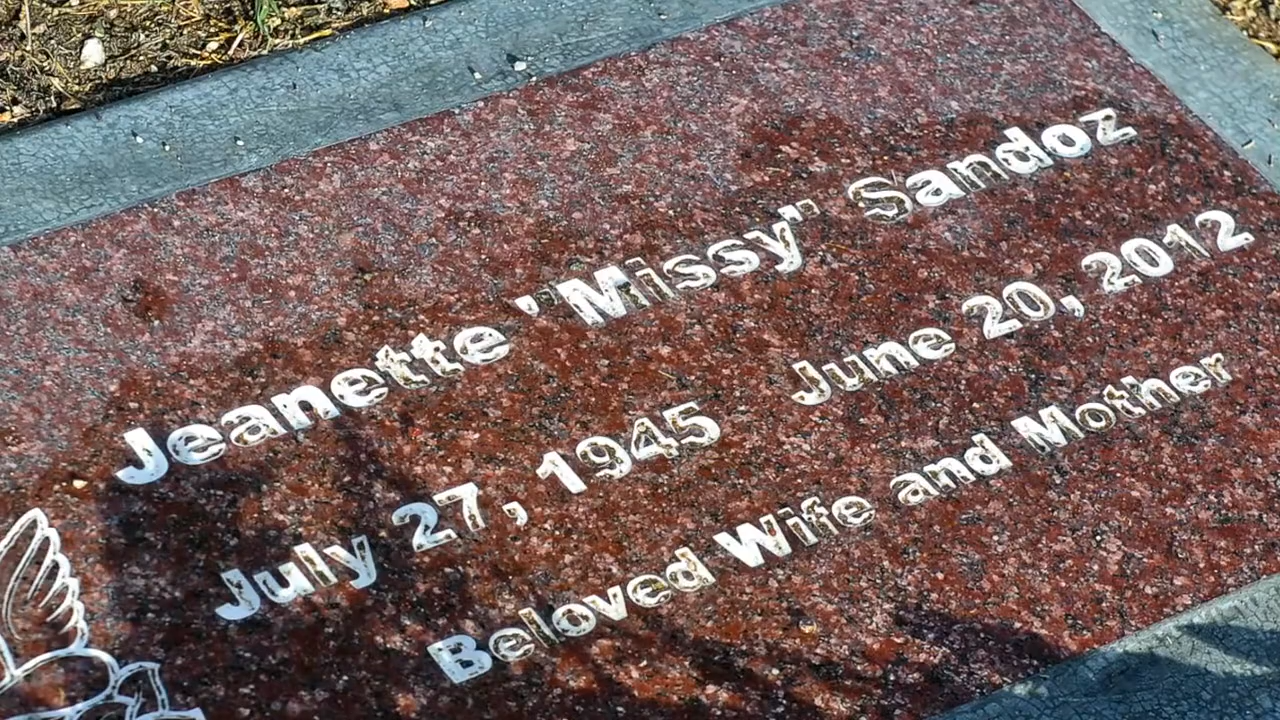 Jeanette "Missy" Sandoz
July 27, 1945 June 20, 2012
Beloved Wife and Mother